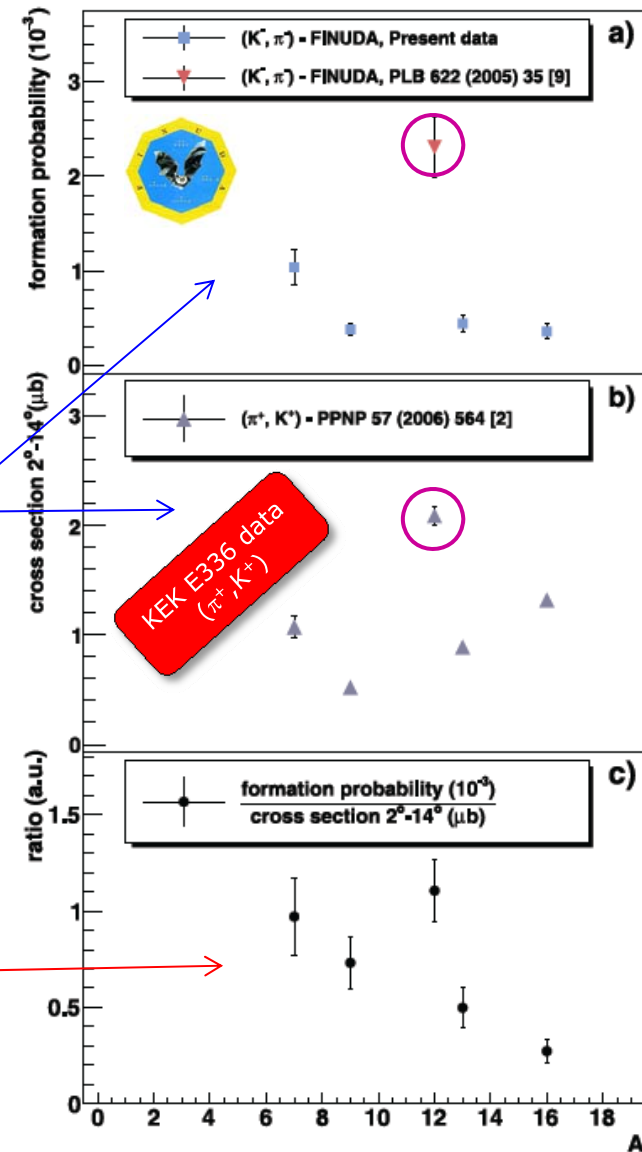 (K⁻, π⁻) - FINUDA, Present data
a)
(K⁻, π⁻) - FINUDA, PLB 622 (2005) 35 [9]
formation probability (10⁻³)
3
2
1
0
b)
(π⁺, K⁺) - PPNP 57 (2006) 564 [2]
cross section 2°-14°(μb)
3
2
1
0
KEK E336 data
(π⁺,K⁺)
c)
formation probability (10⁻³)
cross section 2°-14° (μb)
ratio (a.u.)
1.5
1
0.5
0
0 2 4 6 8 10 12 14 16 18
A